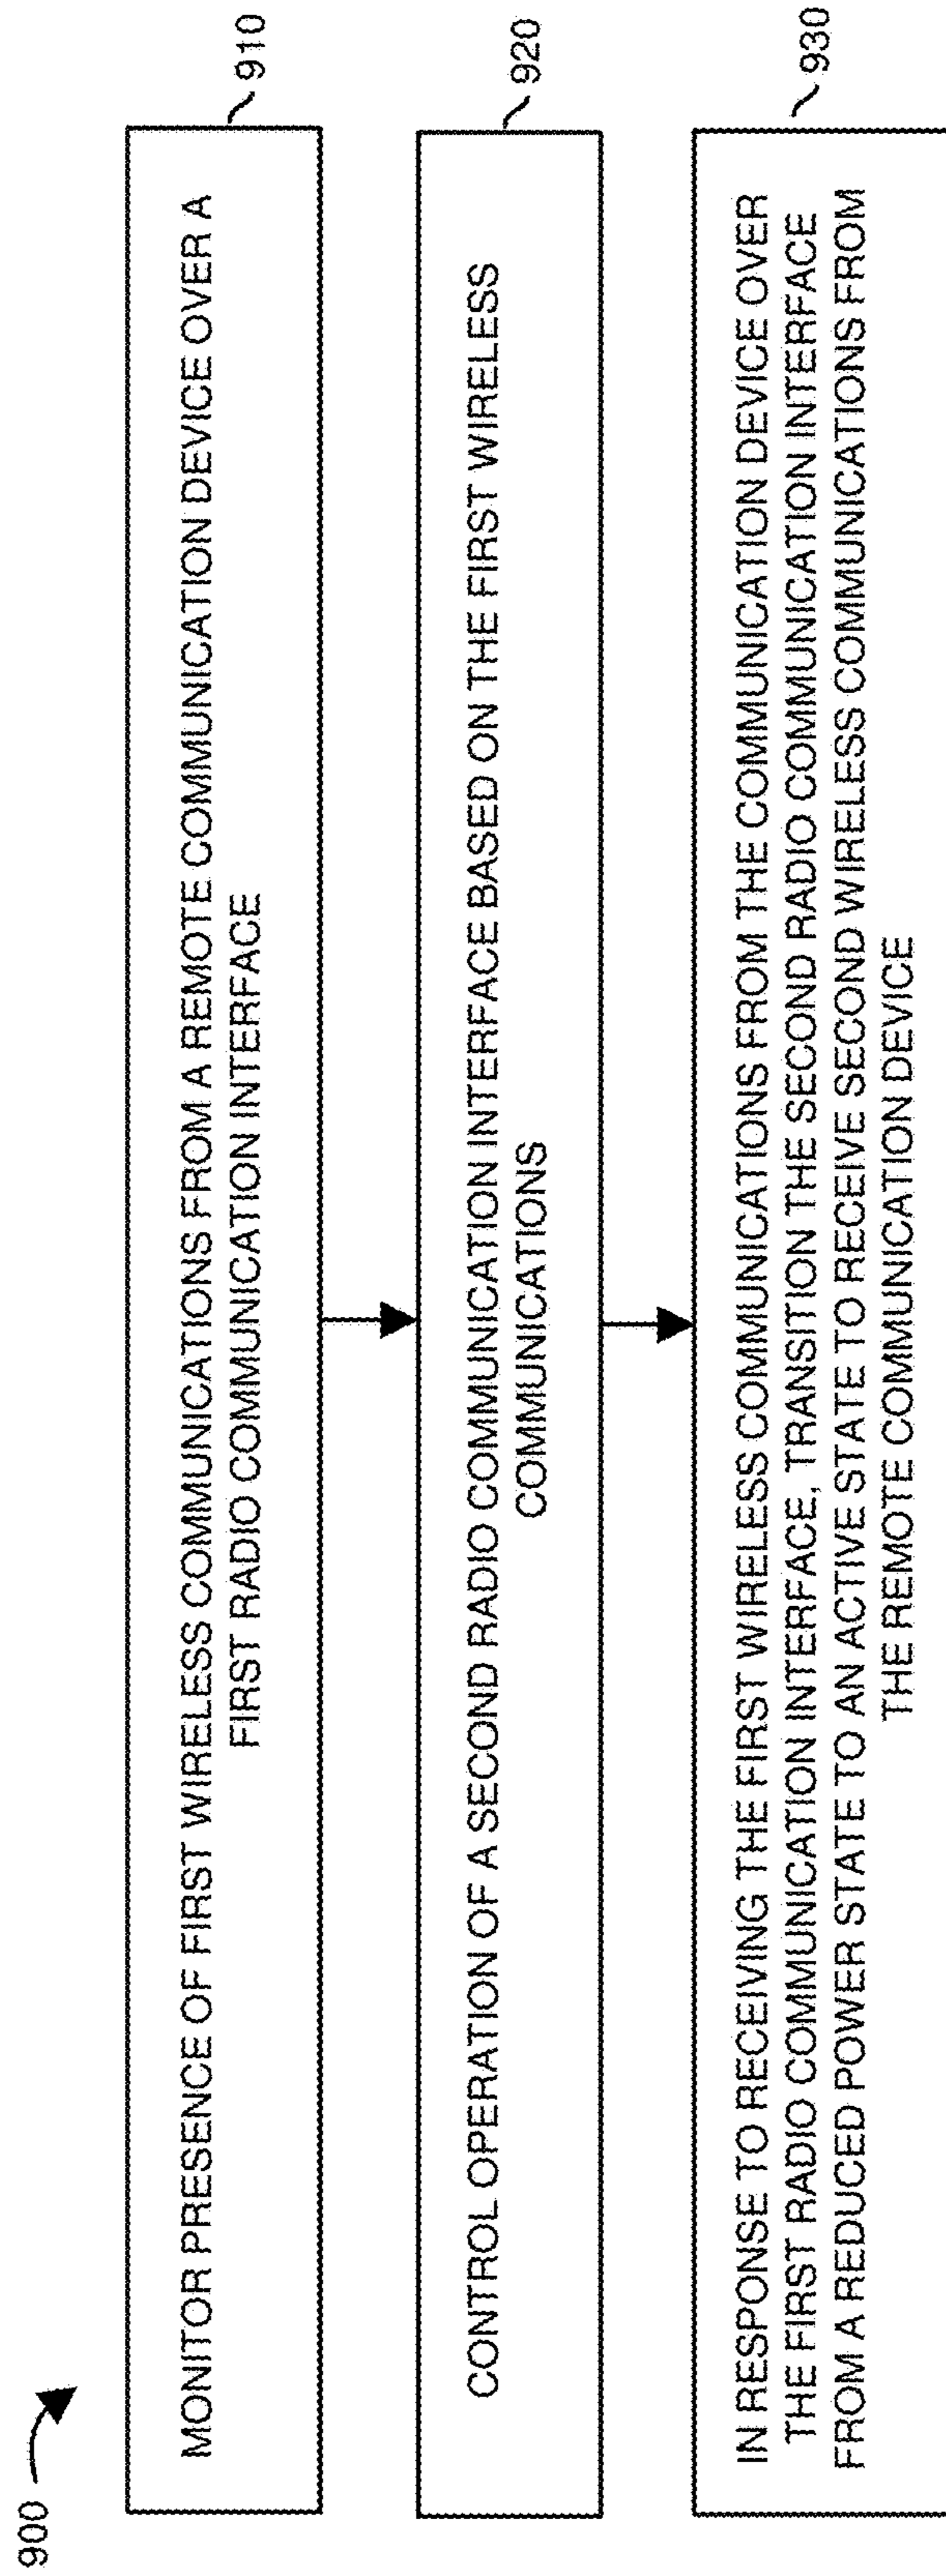 900
MONITOR PRESENCE OF FIRST WIRELESS COMMUNICATIONS FROM A REMOTE COMMUNICATION DEVICE OVER A
FIRST RADIO COMMUNICATION INTERFACE
910
CONTROL OPERATION OF A SECOND RADIO COMMUNICATION INTERFACE BASED ON THE FIRST WIRELESS
COMMUNICATIONS
920
IN RESPONSE TO RECEIVING THE FIRST WIRELESS COMMUNICATIONS FROM THE COMMUNICATION DEVICE OVER
THE FIRST RADIO COMMUNICATION INTERFACE, TRANSITION THE SECOND RADIO COMMUNICATION INTERFACE
FROM A REDUCED POWER STATE TO AN ACTIVE STATE TO RECEIVE SECOND WIRELESS COMMUNICATIONS FROM
THE REMOTE COMMUNICATION DEVICE
930